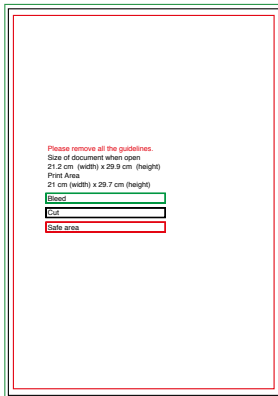 Please remove all the guidelines.
Size of document when open
21.2 cm (width) x 29.9 cm (height)
Print Area
21 cm (width) x 29.7 cm (height)
Bleed
Cut
Safe area